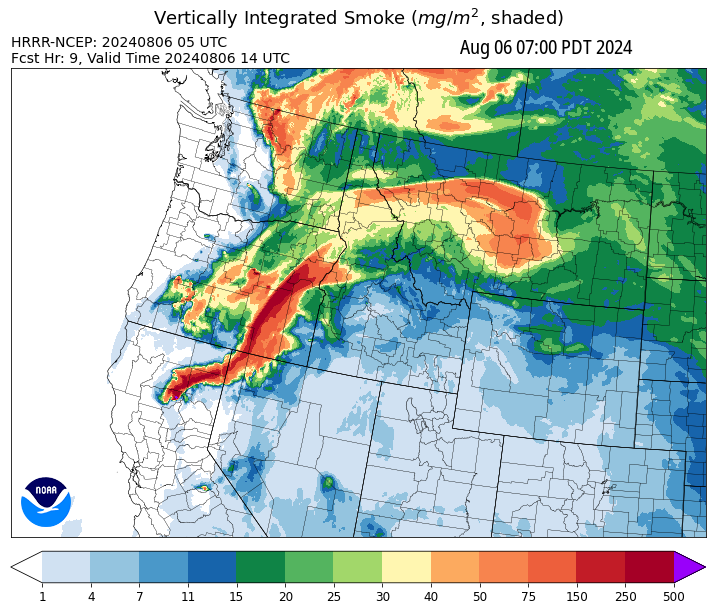 Vertically Integrated Smoke (mg/m², shaded)
HRRR-NCEP: 20240806 05 UTC
Fcst Hr: 9, Valid Time 20240806 14 UTC
Aug 06 07:00 PDT 2024
NOAA
1 4 7 11 15 20 25 30 40 50 75 150 250 500